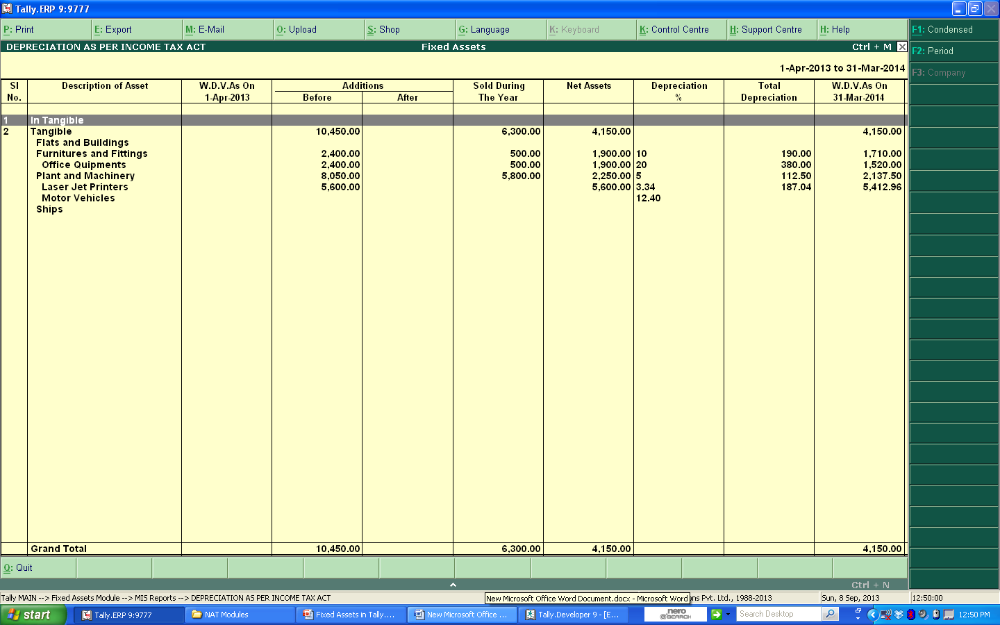 Tally.ERP 9:9777
P: Print E: Export M: E-Mail O: Upload S: Shop G: Language K: Keyboard K: Control Centre H: Support Centre H: Help
F1: Condensed
F2: Period
F3: Company
DEPRECIATION AS PER INCOME TAX ACT Fixed Assets Ctrl + M
1-Apr-2013 to 31-Mar-2014
Sl Description of Asset W.D.V.As On Additions Sold During Net Assets Depreciation Total W.D.V.As On
No. 1-Apr-2013 Before After The Year % Depreciation 31-Mar-2014
1 In Tangible
2 Tangible 10,450.00 6,300.00 4,150.00 4,150.00
Flats and Buildings
Furnitures and Fittings 2,400.00 500.00 1,900.00 10 190.00 1,710.00
Office Quipments 2,400.00 500.00 1,900.00 20 380.00 1,520.00
Plant and Machinery 8,050.00 5,800.00 2,250.00 5 112.50 2,137.50
Laser Jet Printers 5,600.00 5,600.00 3.34 187.04 5,412.96
Motor Vehicles 12.40
Ships
Grand Total 10,450.00 6,300.00 4,150.00 4,150.00
Q: Quit
Ctrl + N
Tally MAIN --> Fixed Assets Module --> MIS Reports --> DEPRECIATION AS PER INCOME TAX ACT New Microsoft Office Word Document.docx - Microsoft Word ns Pvt. Ltd., 1988-2013 Sun, 8 Sep, 2013 12:50:00
start Tally.ERP 9:9777 NAT Modules Fixed Assets in Tally.... New Microsoft Office ... Tally.Developer 9 - [E... nero SEARCH Search Desktop 12:50 PM